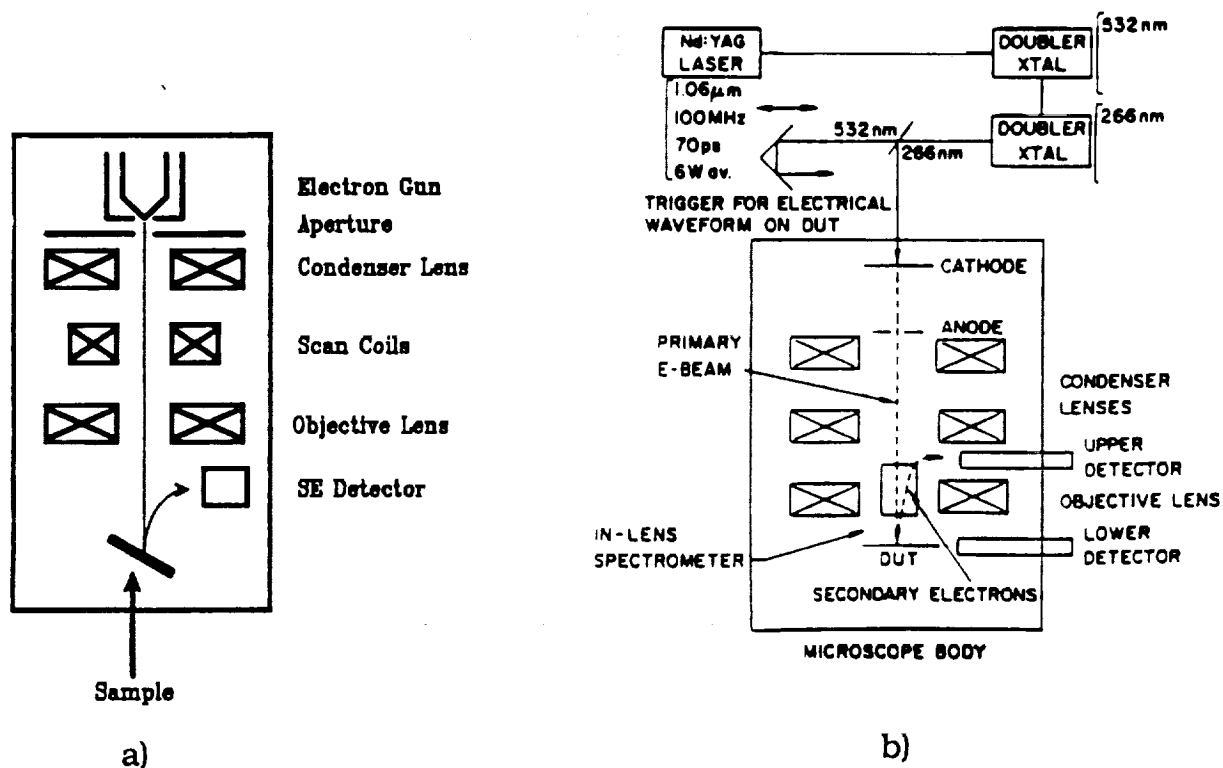 Electron Gun
Aperture
Condenser Lens
Scan Coils
Objective Lens
SE Detector
Sample
a)
Nd:YAG
LASER
1.06μm
100MHz
70ps
6W av.
DOUBLER
XTAL
532nm
DOUBLER
XTAL
266nm
532nm
266nm
TRIGGER FOR ELECTRICAL
WAVEFORM ON DUT
CATHODE
ANODE
PRIMARY
E-BEAM
CONDENSER
LENSES
UPPER
DETECTOR
OBJECTIVE LENS
IN-LENS
SPECTROMETER
DUT
LOWER
DETECTOR
SECONDARY ELECTRONS
MICROSCOPE BODY
b)